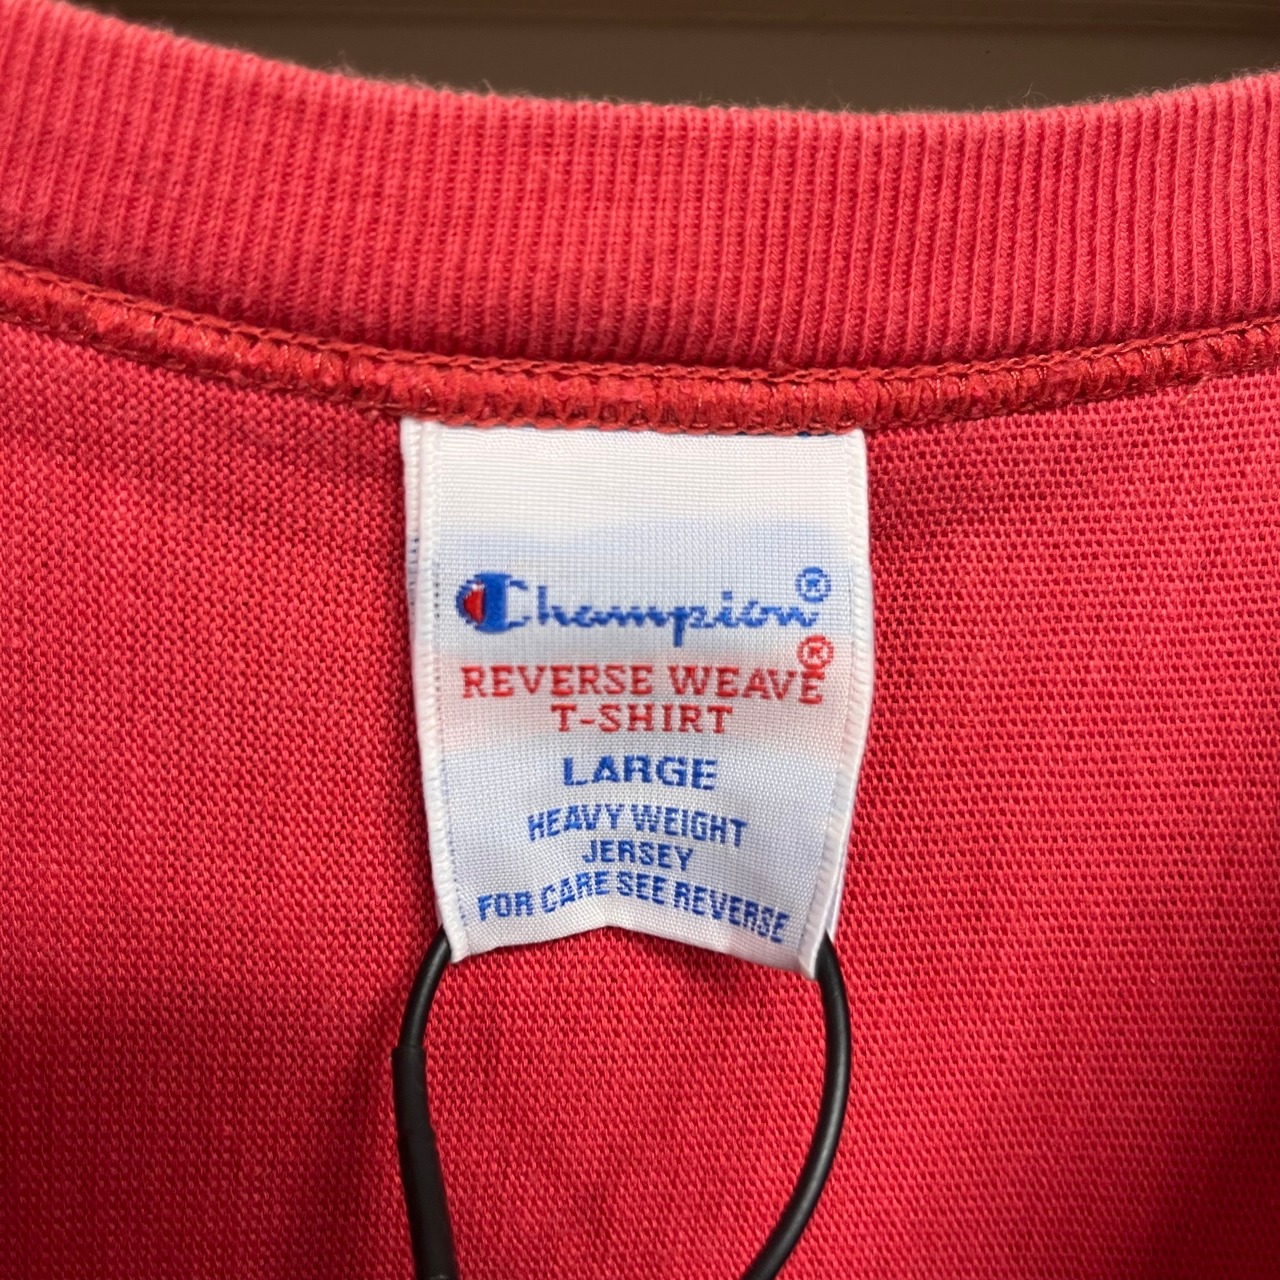 Champion®
REVERSE WEAVE®
T-SHIRT
LARGE
HEAVY WEIGHT
JERSEY
FOR CARE SEE REVERSE